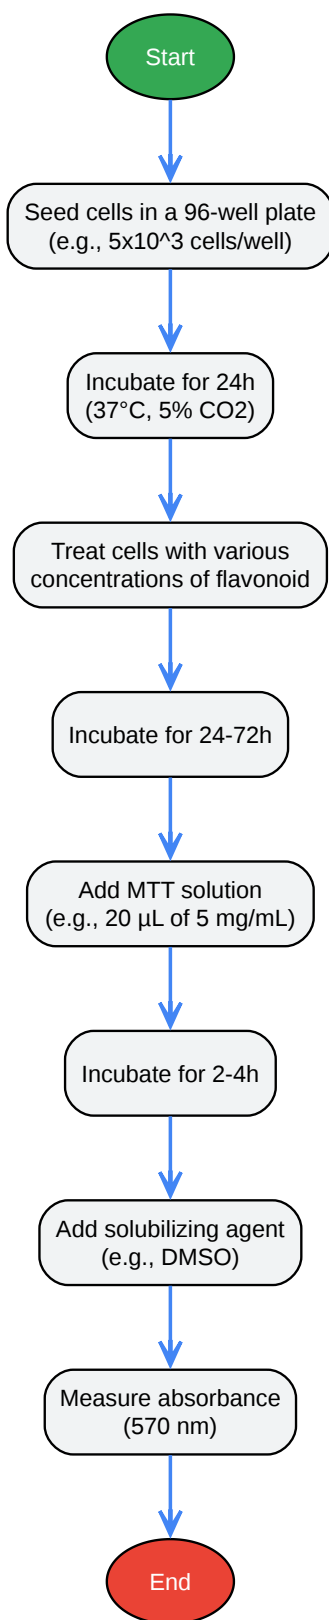 Start
Seed cells in a 96-well plate
(e.g., 5x10^3 cells/well)
Incubate for 24h
(37°C, 5% CO2)
Treat cells with various
concentrations of flavonoid
Incubate for 24-72h
Add MTT solution
(e.g., 20 µL of 5 mg/mL)
Incubate for 2-4h
Add solubilizing agent
(e.g., DMSO)
Measure absorbance
(570 nm)
End